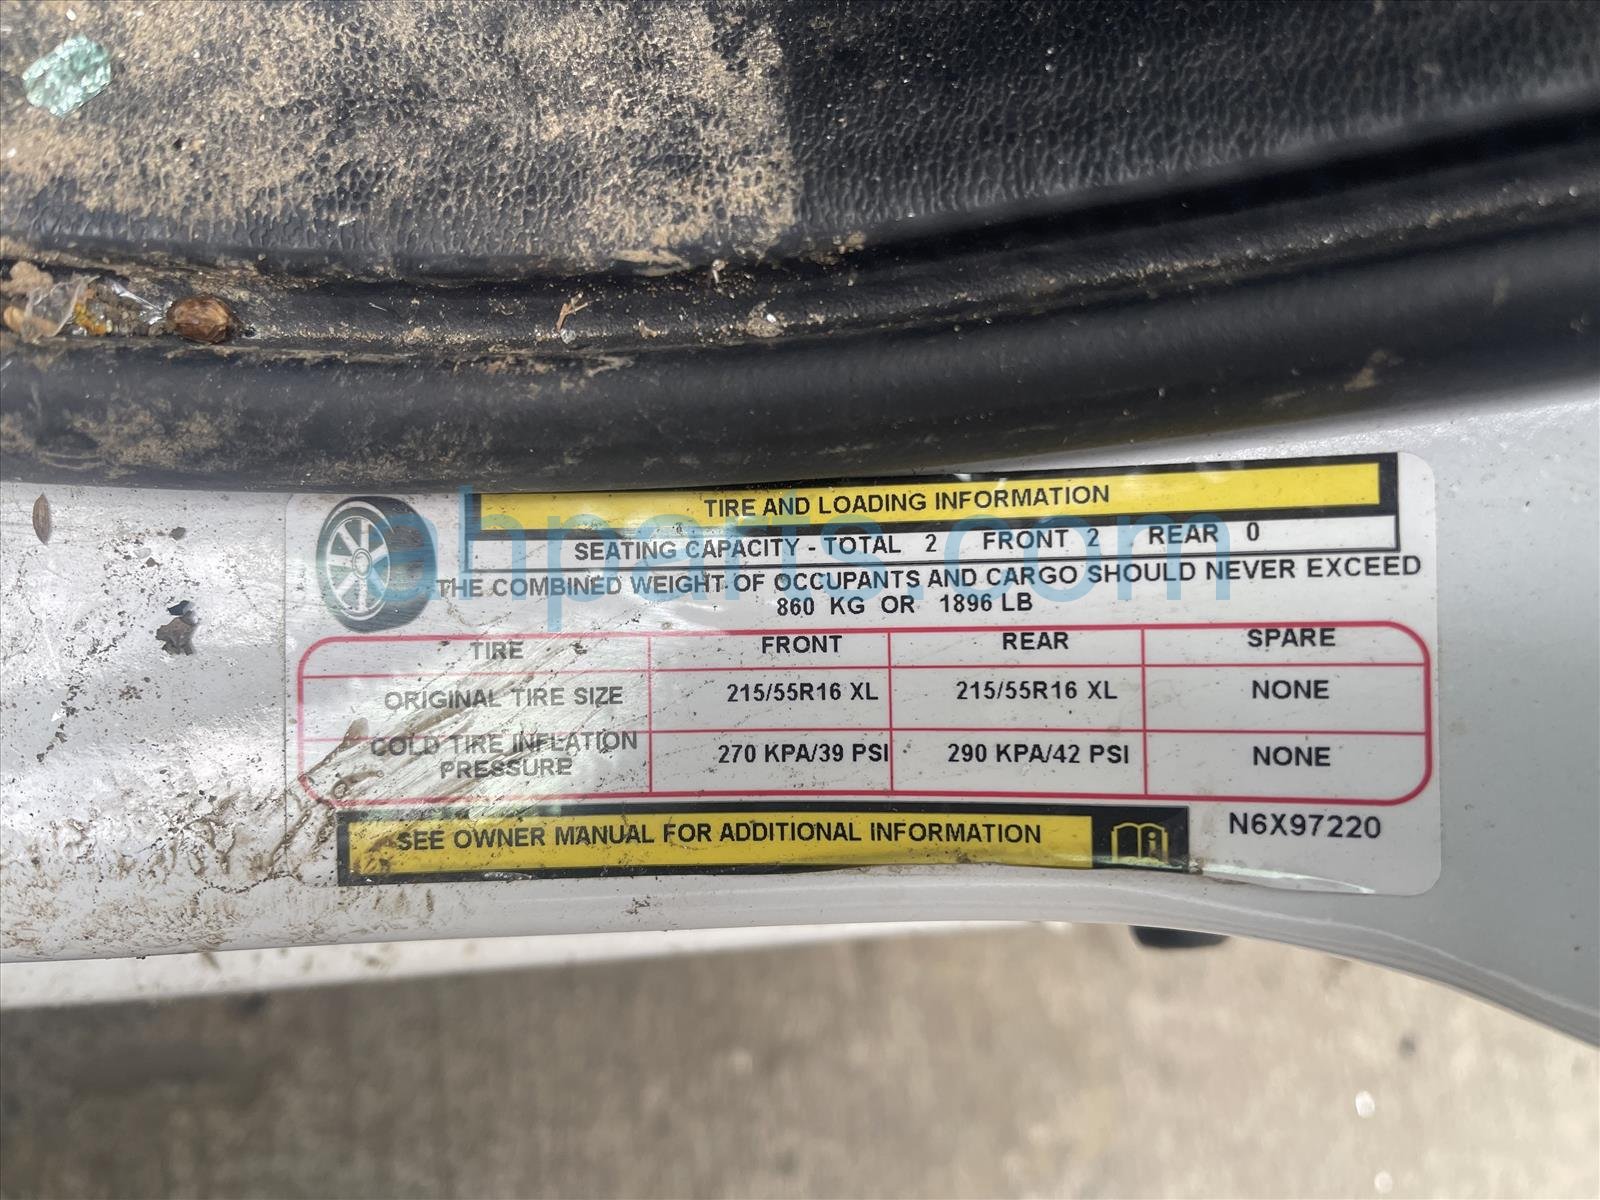 TIRE AND LOADING INFORMATION
SEATING CAPACITY - TOTAL 2 FRONT 2 REAR 0
THE COMBINED WEIGHT OF OCCUPANTS AND CARGO SHOULD NEVER EXCEED
860 KG OR 1896 LB
TIRE FRONT REAR SPARE
ORIGINAL TIRE SIZE 215/55R16 XL 215/55R16 XL NONE
COLD TIRE INFLATION
PRESSURE 270 KPA/39 PSI 290 KPA/42 PSI NONE
SEE OWNER MANUAL FOR ADDITIONAL INFORMATION
N6X97220
ahparts.com